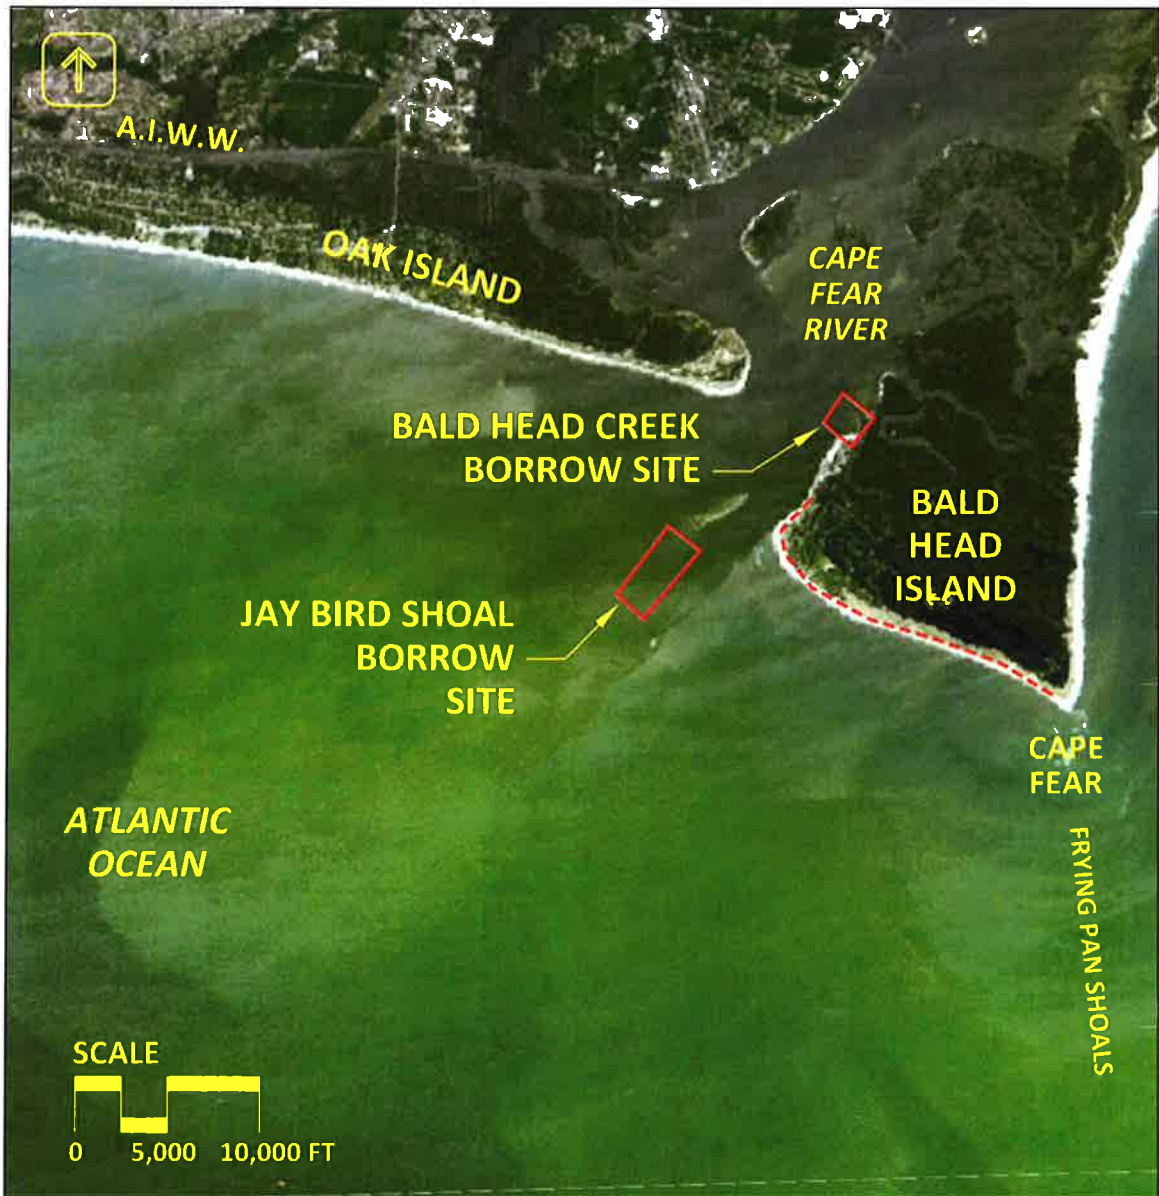 A.I.W.W.
OAK ISLAND
CAPE
FEAR
RIVER
BALD HEAD CREEK
BORROW SITE
BALD
HEAD
ISLAND
JAY BIRD SHOAL
BORROW
SITE
CAPE
FEAR
ATLANTIC
OCEAN
FRYING PAN SHOALS
SCALE
0 5,000 10,000 FT